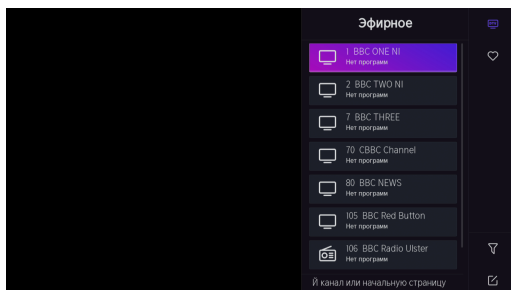 Эфирное
1 BBC ONE NI
Нет программ
2 BBC TWO NI
Нет программ
7 BBC THREE
Нет программ
70 CBBC Channel
Нет программ
80 BBC NEWS
Нет программ
105 BBC Red Button
Нет программ
106 BBC Radio Ulster
Нет программ
Й канал или начальную страницу